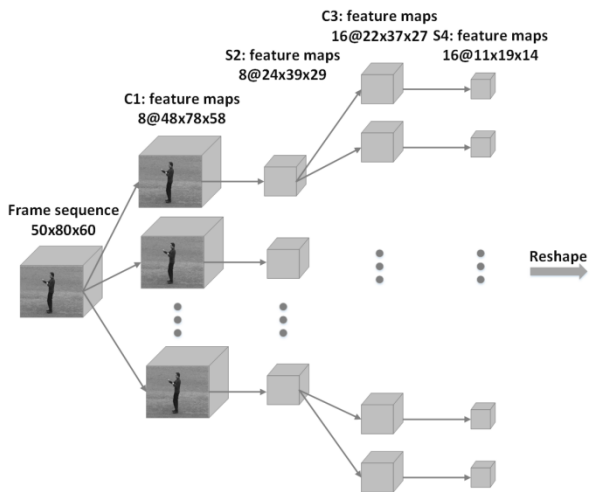 C3: feature maps
16@22x37x27
S4: feature maps
16@11x19x14
S2: feature maps
8@24x39x29
C1: feature maps
8@48x78x58
Frame sequence
50x80x60
Reshape